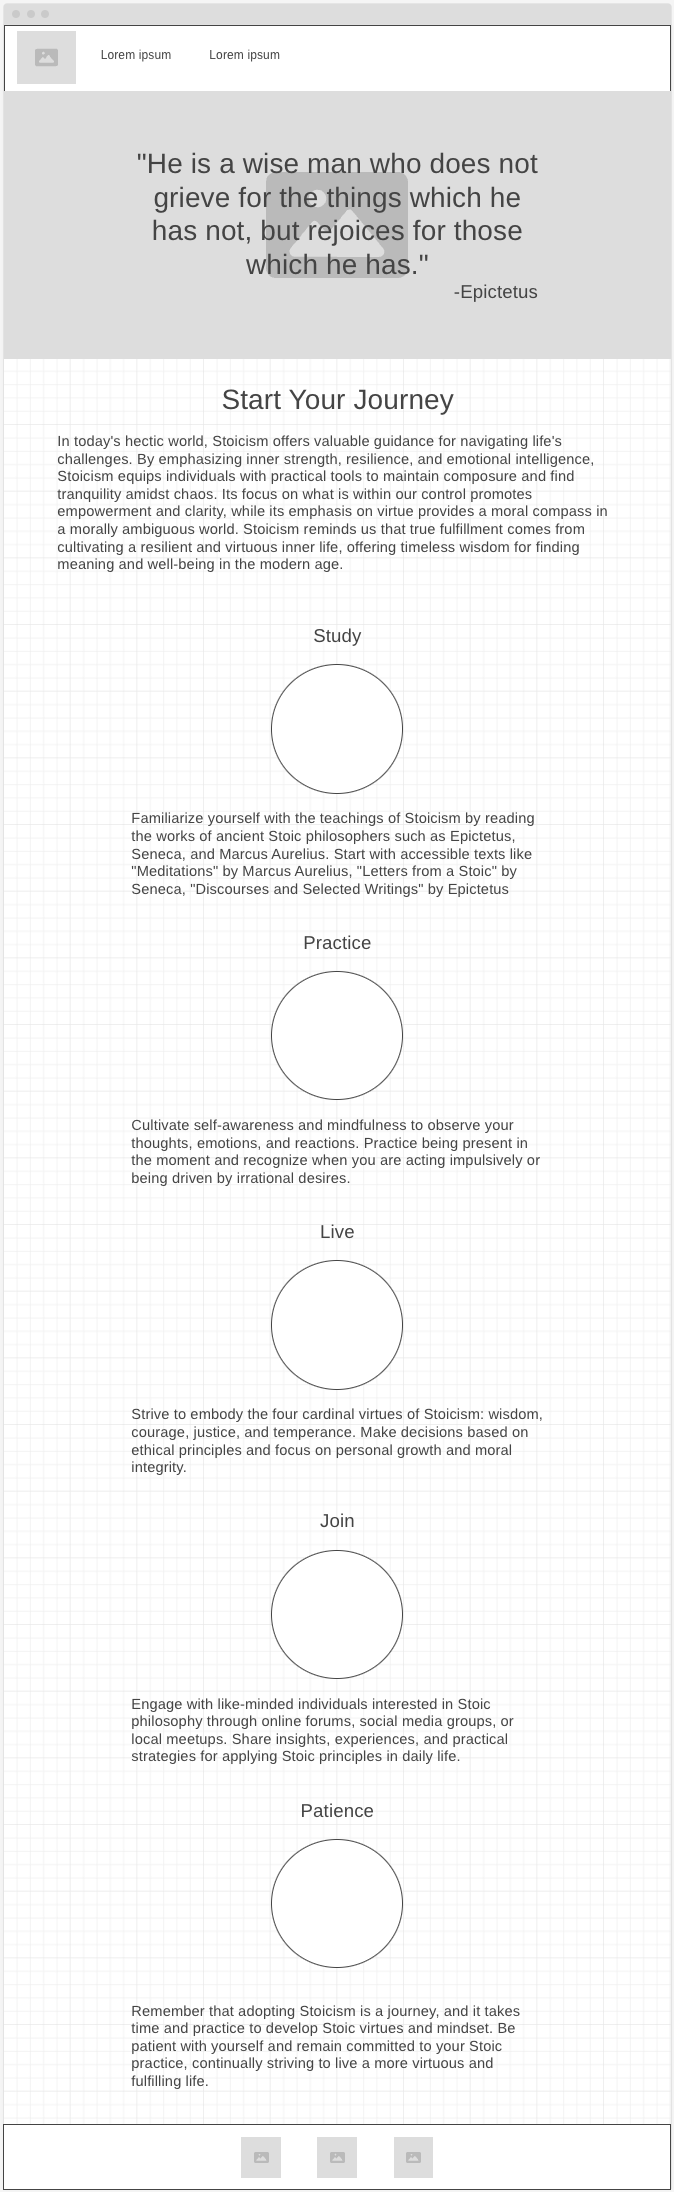 Lorem ipsum Lorem ipsum
"He is a wise man who does not
grieve for the things which he
has not, but rejoices for those
which he has."
-Epictetus
Start Your Journey
In today's hectic world, Stoicism offers valuable guidance for navigating life's
challenges. By emphasizing inner strength, resilience, and emotional intelligence,
Stoicism equips individuals with practical tools to maintain composure and find
tranquility amidst chaos. Its focus on what is within our control promotes
empowerment and clarity, while its emphasis on virtue provides a moral compass in
a morally ambiguous world. Stoicism reminds us that true fulfillment comes from
cultivating a resilient and virtuous inner life, offering timeless wisdom for finding
meaning and well-being in the modern age.
Study
Familiarize yourself with the teachings of Stoicism by reading
the works of ancient Stoic philosophers such as Epictetus,
Seneca, and Marcus Aurelius. Start with accessible texts like
"Meditations" by Marcus Aurelius, "Letters from a Stoic" by
Seneca, "Discourses and Selected Writings" by Epictetus
Practice
Cultivate self-awareness and mindfulness to observe your
thoughts, emotions, and reactions. Practice being present in
the moment and recognize when you are acting impulsively or
being driven by irrational desires.
Live
Strive to embody the four cardinal virtues of Stoicism: wisdom,
courage, justice, and temperance. Make decisions based on
ethical principles and focus on personal growth and moral
integrity.
Join
Engage with like-minded individuals interested in Stoic
philosophy through online forums, social media groups, or
local meetups. Share insights, experiences, and practical
strategies for applying Stoic principles in daily life.
Patience
Remember that adopting Stoicism is a journey, and it takes
time and practice to develop Stoic virtues and mindset. Be
patient with yourself and remain committed to your Stoic
practice, continually striving to live a more virtuous and
fulfilling life.